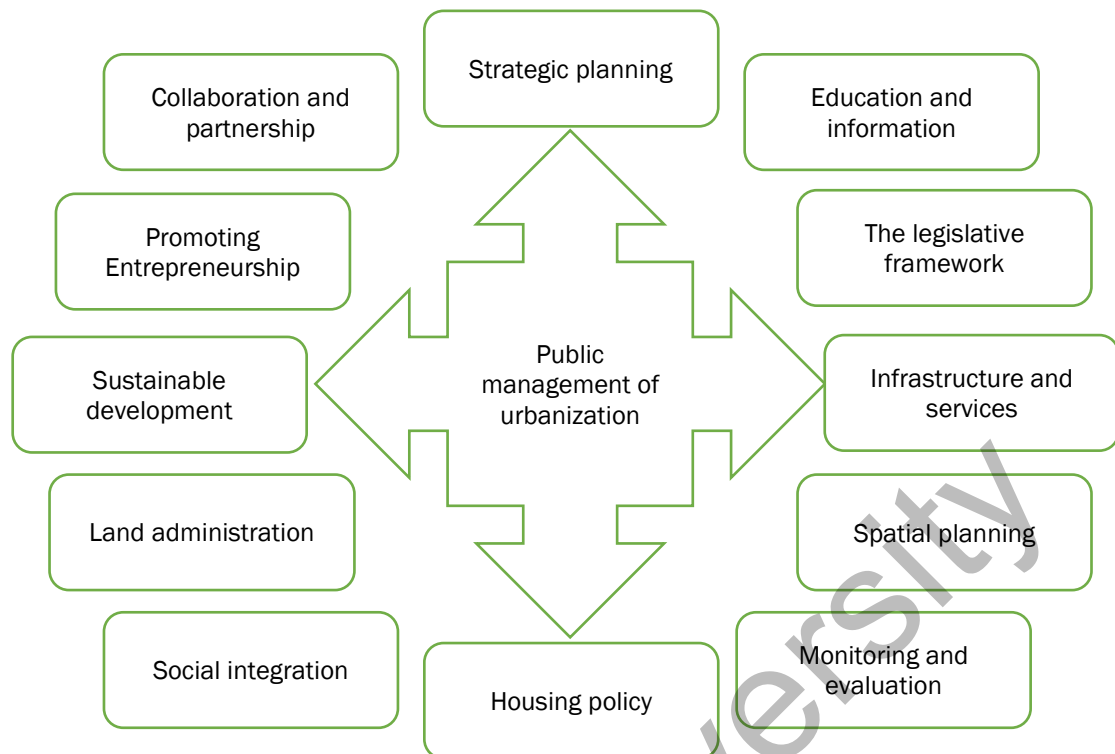 Strategic planning
Collaboration and
partnership
Education and
information
Promoting
Entrepreneurship
The legislative
framework
Public
management of
urbanization
Sustainable
development
Infrastructure and
services
Land administration
Spatial planning
Social integration
Housing policy
Monitoring and
evaluation